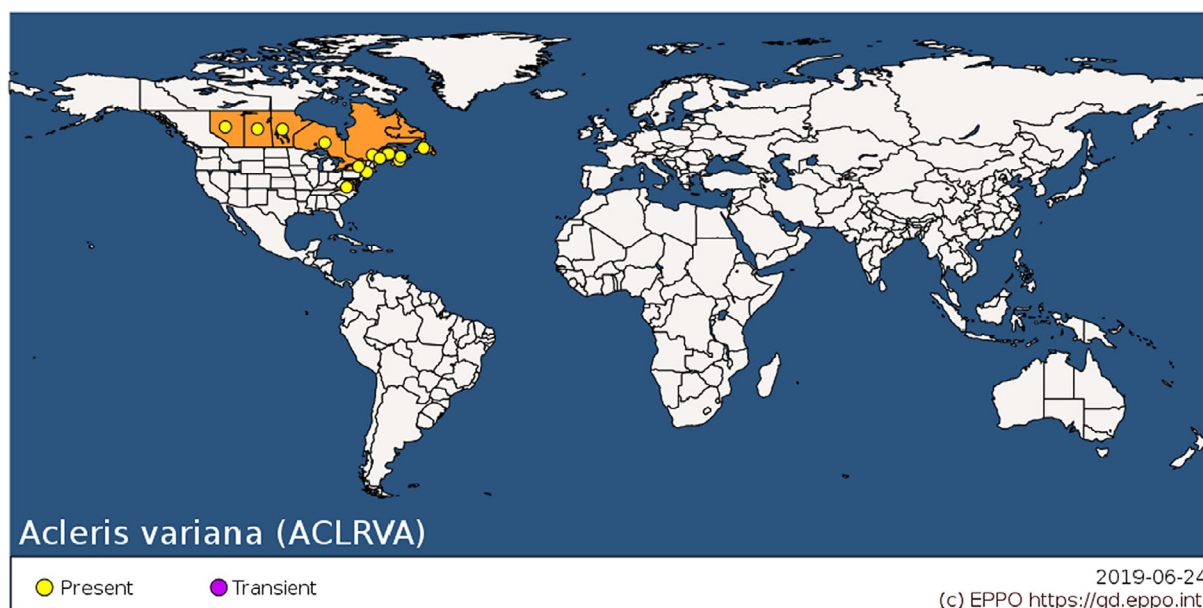 Acleris variana (ACLRVA)
Present
Transient
2019-06-24
(c) EPPO https://gd.eppo.int